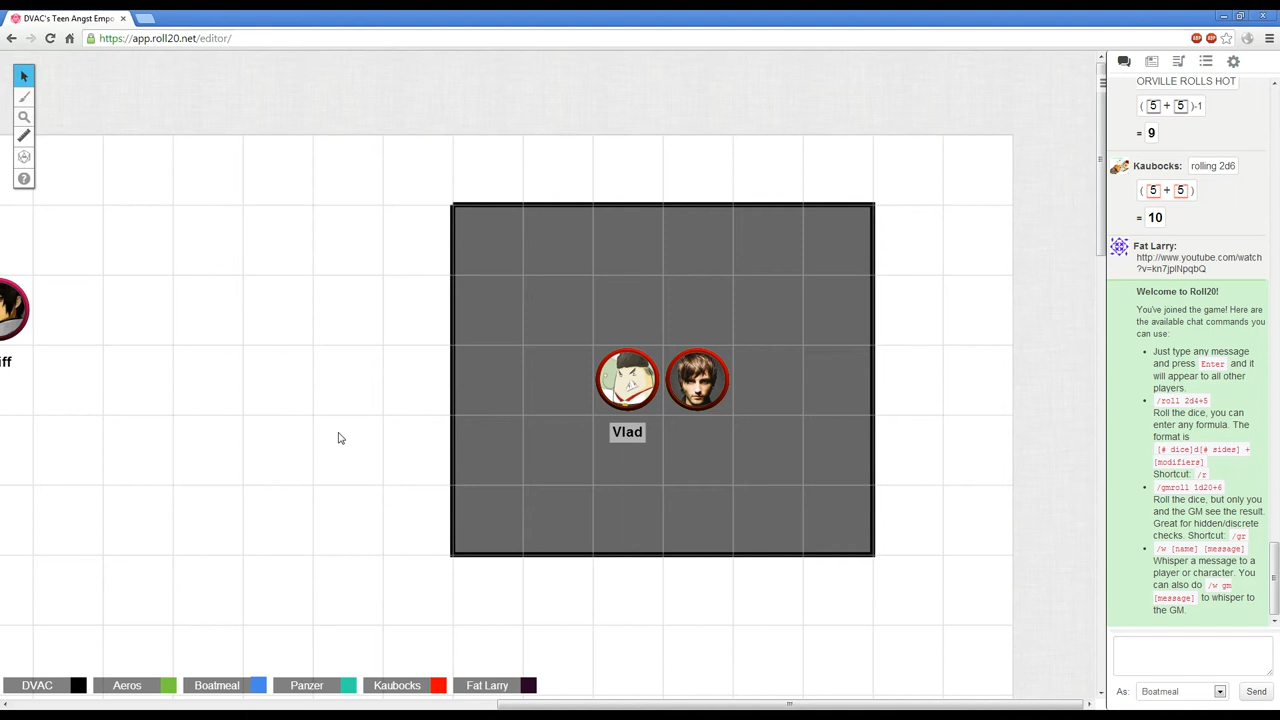 DVAC's Teen Angst Empo
https://app.roll20.net/editor/
ORVILLE ROLLS HOT
( 5 + 5 )-1
= 9
Kaubocks: rolling 2d6
( 5 + 5 )
= 10
Fat Larry:
http://www.youtube.com/watch
?v=kn7jplNpqbQ
Welcome to Roll20!
You've joined the game! Here are
the available chat commands you
can use:
• Just type any message
and press Enter and it
will appear to all other
players.
• /roll 2d4+5
Roll the dice, you can
enter any formula. The
format is
[# dice]d[# sides] +
[modifiers]
Shortcut: /r
• /gmroll 1d20+6
Roll the dice, but only you
and the GM see the result.
Great for hidden/discrete
checks. Shortcut: /gr
• /w [name] [message]
Whisper a message to a
player or character. You
can also do /w gm
[message] to whisper to
the GM.
iff
Vlad
DVAC
Aeros
Boatmeal
Panzer
Kaubocks
Fat Larry
As: Boatmeal
Send